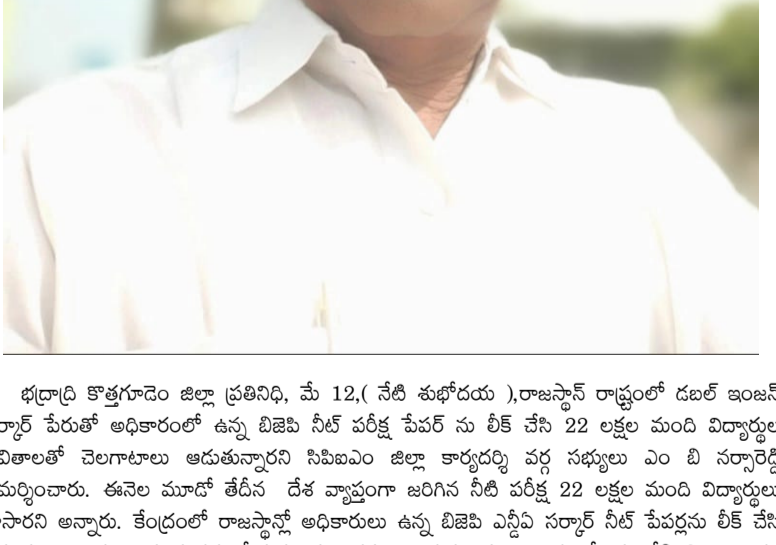 భద్రాద్రి కొత్తగూడెం జిల్లా ప్రతినిధి, మే 12,( నేటి శుభోదయ ),రాజస్థాన్ రాష్ట్రంలో డబల్ ఇంజన్
ర్కార్ పేరుతో అధికారంలో ఉన్న బిజెపి నీట్ పరీక్ష పేపర్ ను లీక్ చేసి 22 లక్షల మంది విద్యార్థుల
వితాలతో చెలగాటాలు ఆడుతున్నారని సిపిఐఎం జిల్లా కార్యదర్శి వర్గ సభ్యులు ఎం బి నర్సారెడ్డి
మర్శించారు. ఈనెల మూడో తేదీన దేశ వ్యాప్తంగా జరిగిన నీటి పరీక్ష 22 లక్షల మంది విద్యార్థులు
సారని అన్నారు. కేంద్రంలో రాజస్థాన్లో అధికారులు ఉన్న బిజెపి ఎన్డీఏ సర్కార్ నీట్ పేపర్లను లీక్ చేసి